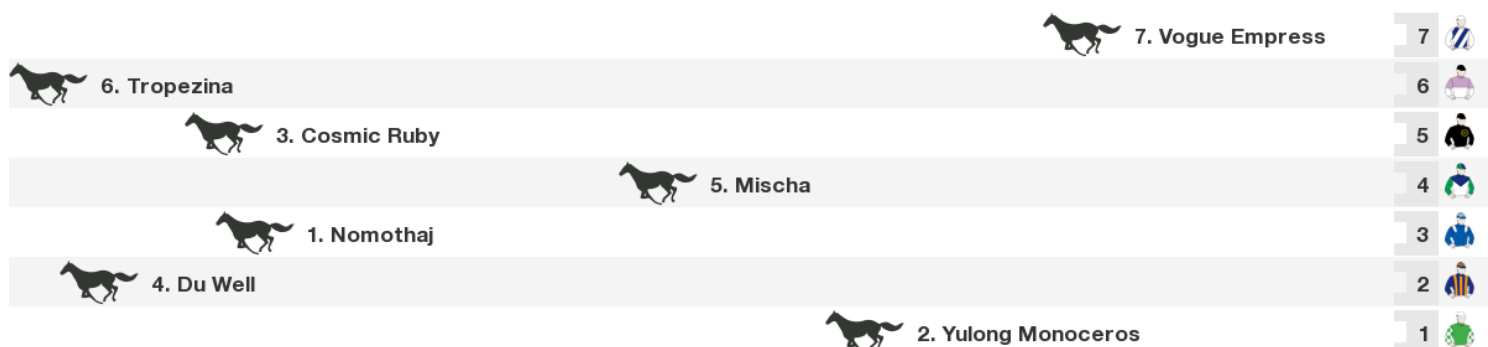 7. Vogue Empress 7
6. Tropezina 6
3. Cosmic Ruby 5
5. Mischa 4
1. Nomothaj 3
4. Du Well 2
2. Yulong Monoceros 1